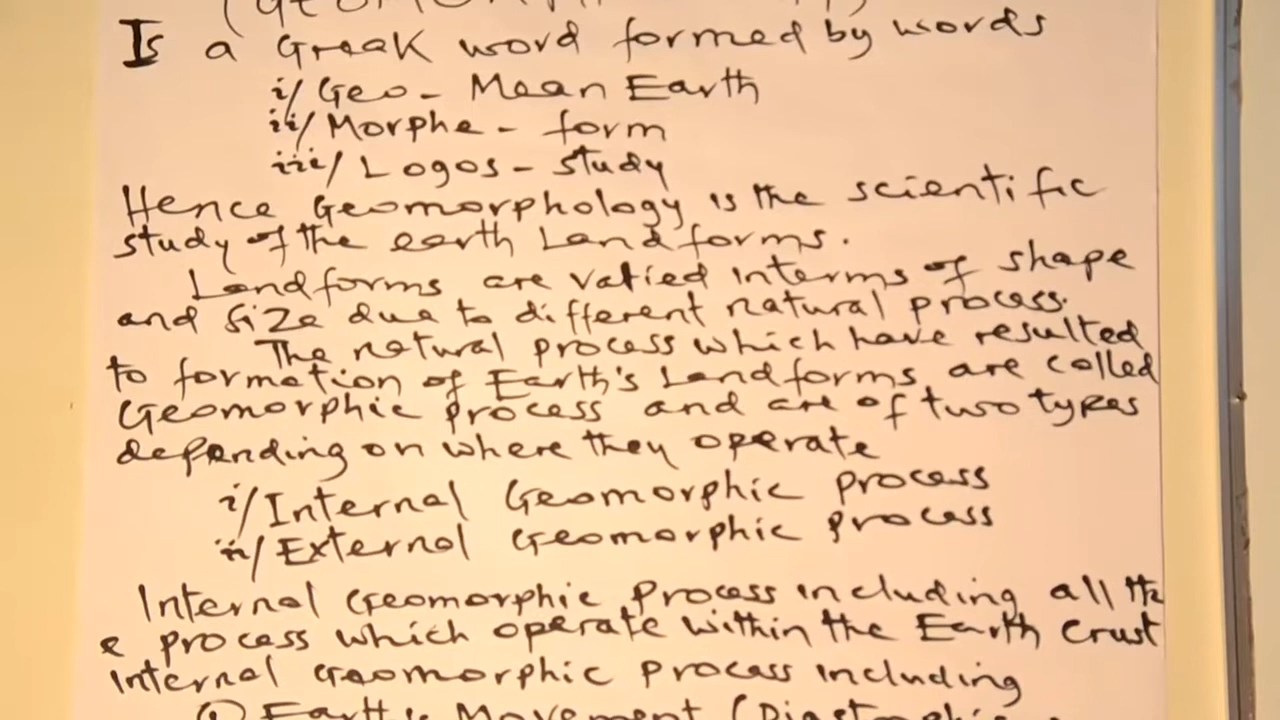 Is a Greek word formed by words
i/ Geo - Mean Earth
ii/ Morphe - form
iii/ Logos - study
Hence Geomorphology is the scientific
study of the earth Landforms.
Landforms are varied interms of shape
and size due to different natural process.
The natural process which have resulted
to formation of Earth's Landforms are called
Geomorphic process and are of two types
depending on where they operate
i/ Internal Geomorphic process
ii/ External Geomorphic process
Internal Geomorphic Process including all th
e process which operate within the Earth Crust
Internal Geomorphic process including
① Earth's Movement